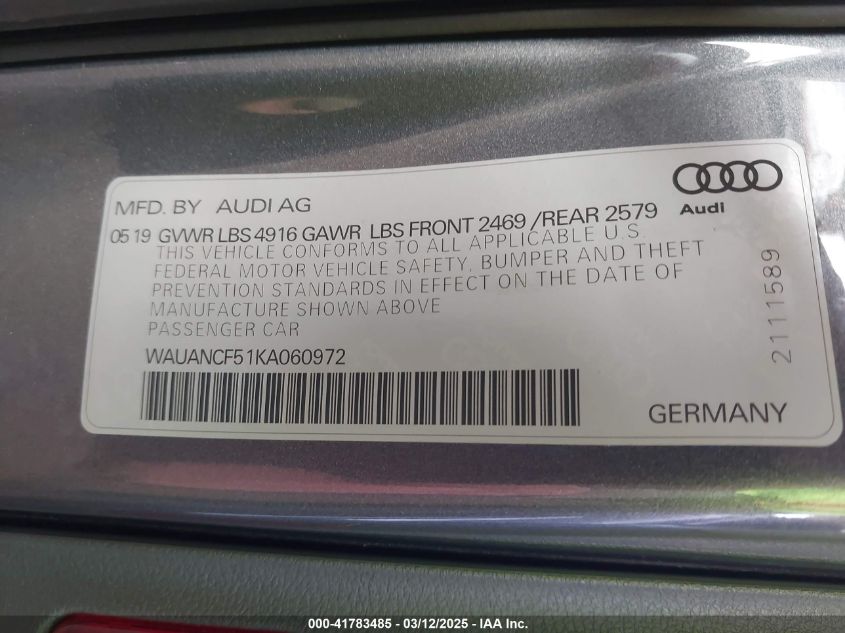 MFD. BY AUDI AG
Audi
0519 GVWR LBS 4916 GAWR LBS FRONT 2469 /REAR 2579
THIS VEHICLE CONFORMS TO ALL APPLICABLE U S.
FEDERAL MOTOR VEHICLE SAFETY, BUMPER AND THEFT
PREVENTION STANDARDS IN EFFECT ON THE DATE OF
MANUFACTURE SHOWN ABOVE
PASSENGER CAR
WAUANCF51KA060972
2111589
GERMANY
000-41783485 - 03/12/2025 - IAA Inc.